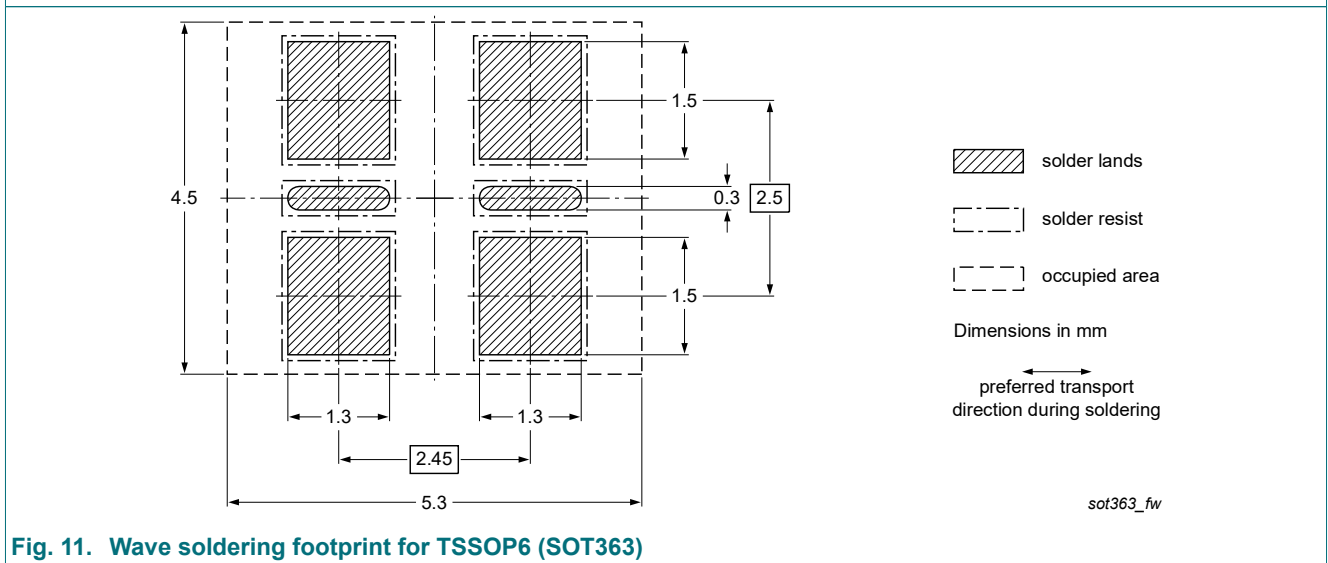 1.5
4.5
0.3 2.5
1.5
1.3 1.3
2.45
5.3
solder lands
solder resist
occupied area
Dimensions in mm
preferred transport
direction during soldering
sot363_fw
Fig. 11. Wave soldering footprint for TSSOP6 (SOT363)